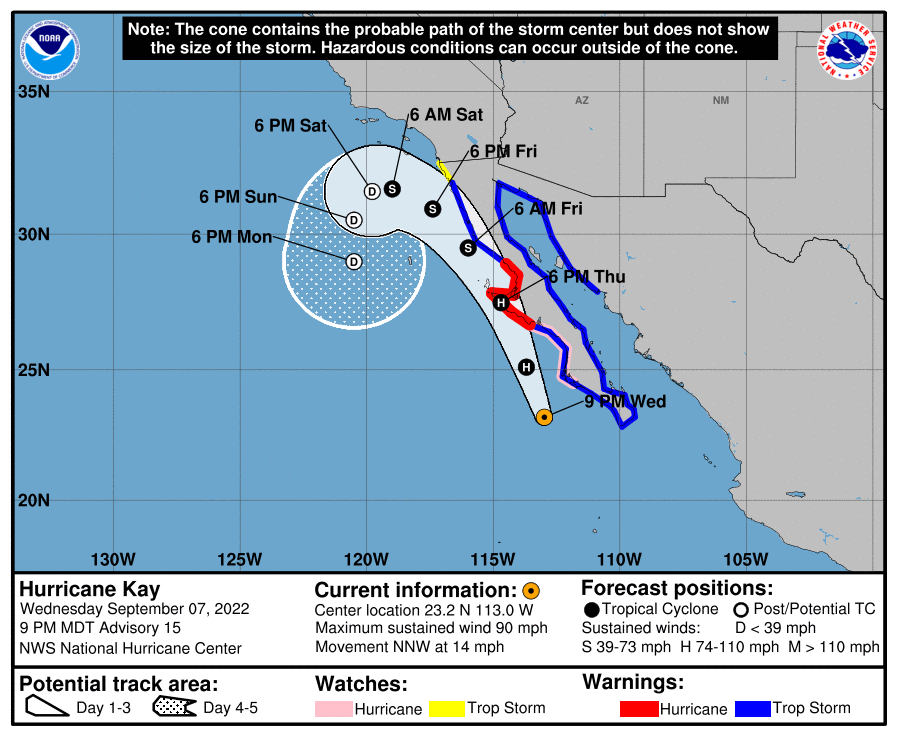 Note: The cone contains the probable path of the storm center but does not show
the size of the storm. Hazardous conditions can occur outside of the cone.
NOAA
NATIONAL WEATHER SERVICE
35N
AZ
NM
6 AM Sat
6 PM Sat
6 PM Fri
6 PM Sun
S
D
S
6 AM Fri
D
6 PM Mon
30N
S
D
6 PM Thu
H
25N
H
9 PM Wed
20N
130W
125W
120W
115W
110W
105W
Hurricane Kay
Wednesday September 07, 2022
9 PM MDT Advisory 15
NWS National Hurricane Center
Current information:
Center location 23.2 N 113.0 W
Maximum sustained wind 90 mph
Movement NNW at 14 mph
Forecast positions:
Tropical Cyclone Post/Potential TC
Sustained winds: D < 39 mph
S 39-73 mph H 74-110 mph M > 110 mph
Potential track area:
Day 1-3 Day 4-5
Watches:
Hurricane Trop Storm
Warnings:
Hurricane Trop Storm